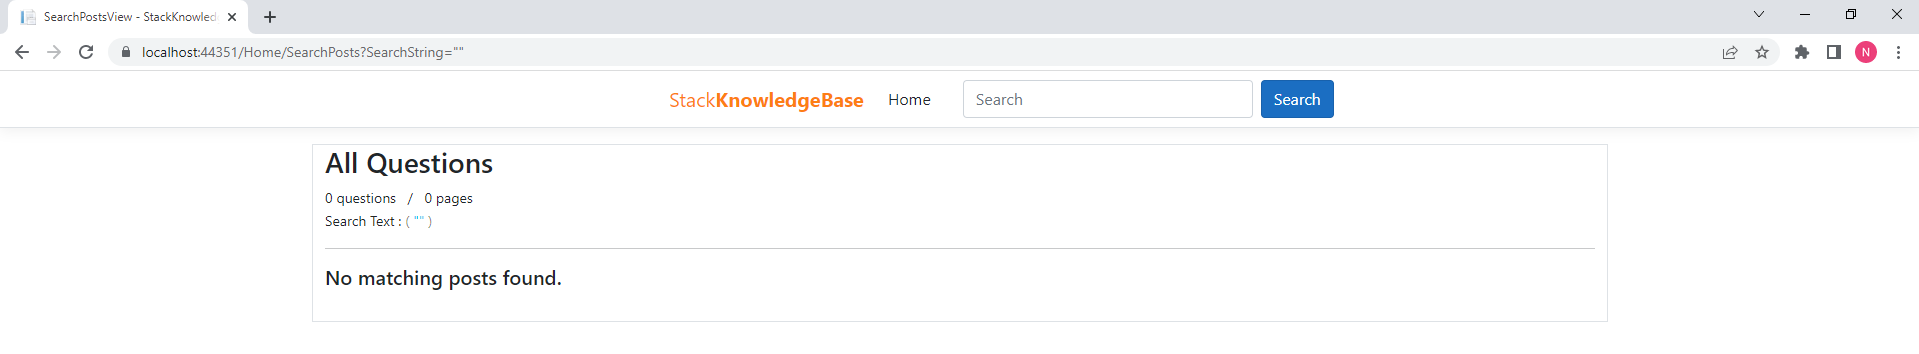 SearchPostsView - StackKnowled
localhost:44351/Home/SearchPosts?SearchString=""
N
StackKnowledgeBase Home Search Search
All Questions
0 questions / 0 pages
Search Text : ( "" )
No matching posts found.